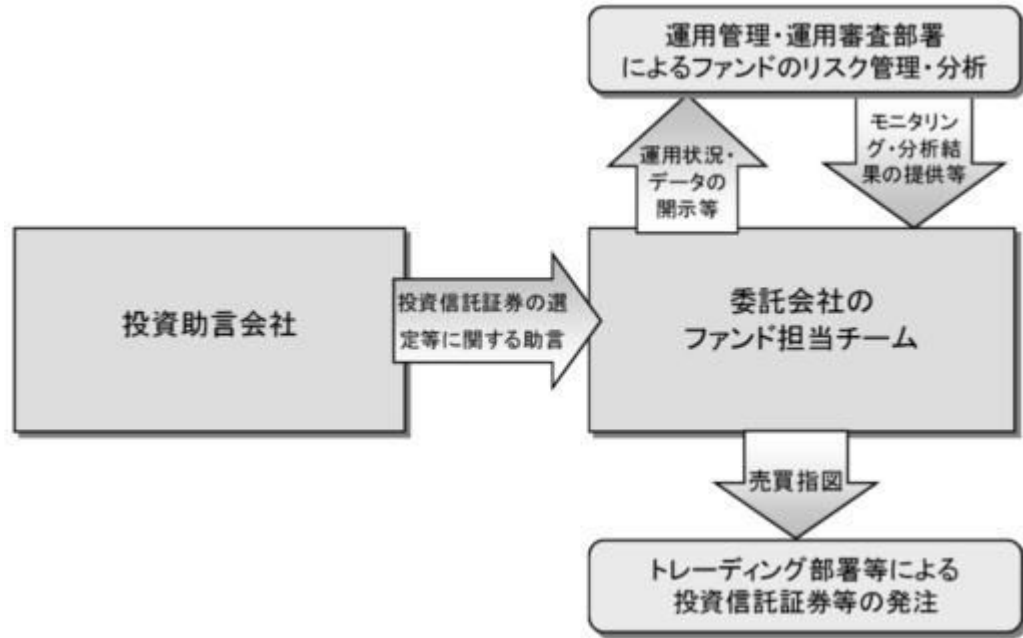 運用管理・運用審査部署
によるファンドのリスク管理・分析
運用状況・
データの
開示等
モニタリン
グ・分析結
果の提供等
投資助言会社
投資信託証券の選
定等に関する助言
委託会社の
ファンド担当チーム
売買指図
トレーディング部署等による
投資信託証券等の発注